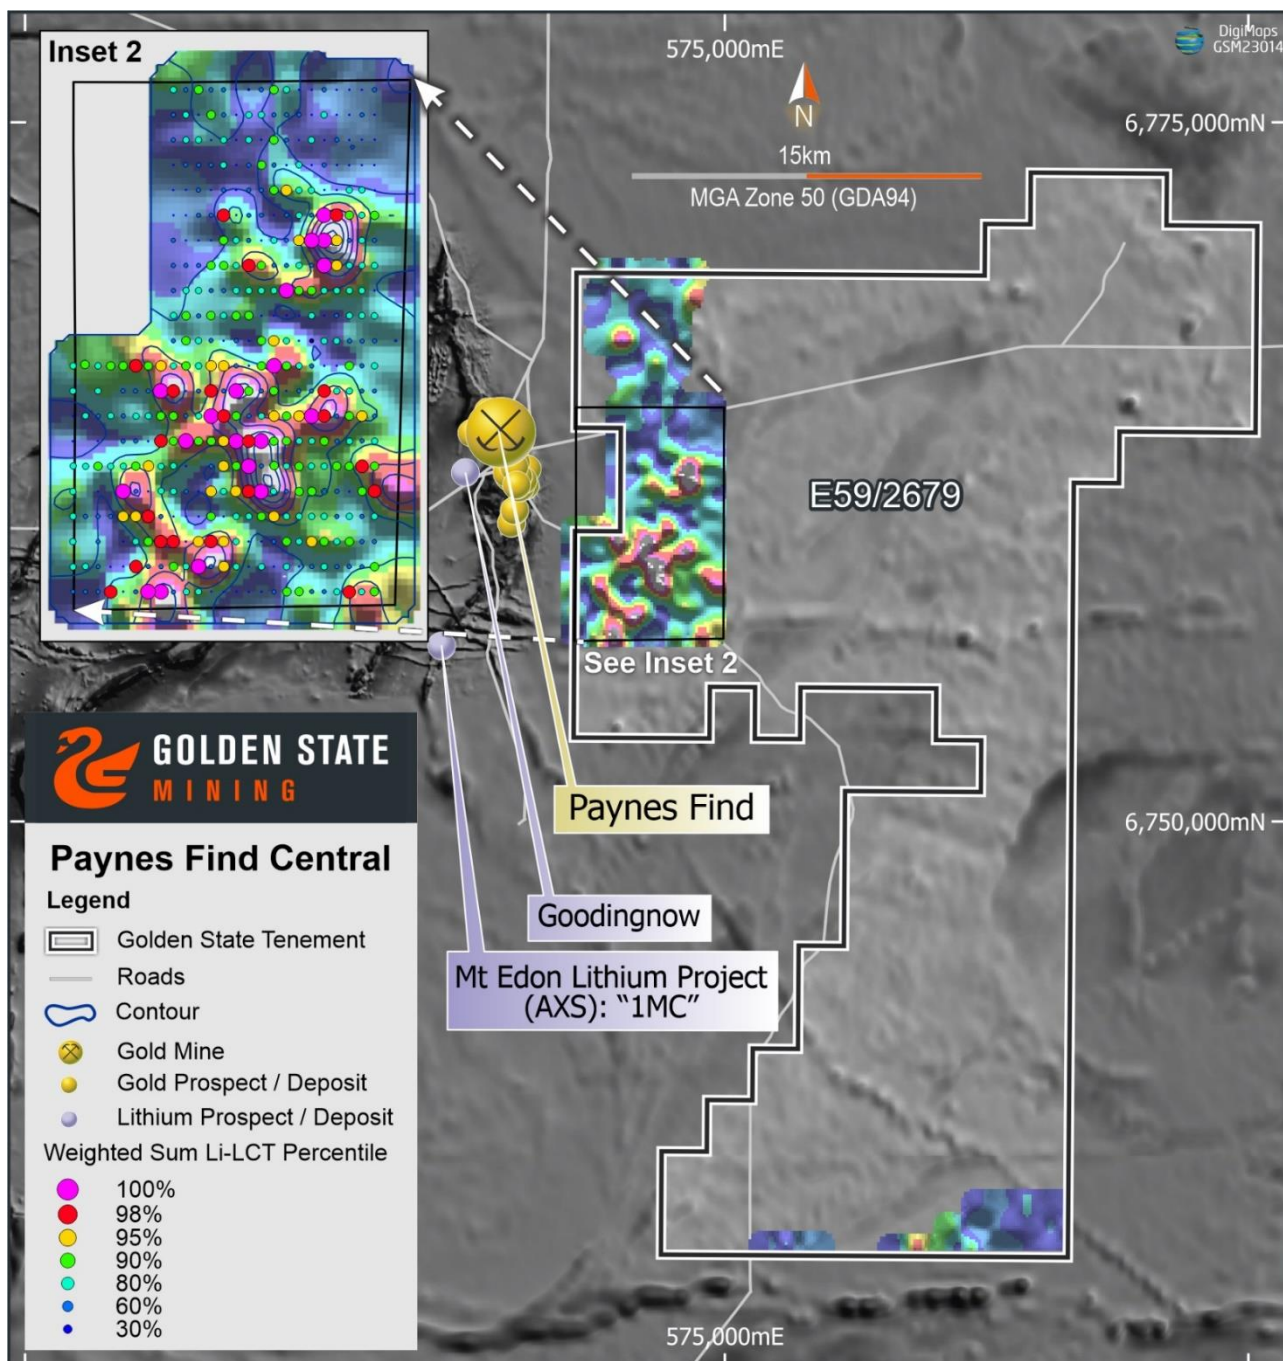 Inset 2
575,000mE
DigiMaps
GSM23014
N
6,775,000mN
15km
MGA Zone 50 (GDA94)
E59/2679
See Inset 2
GOLDEN STATE
MINING
Paynes Find
6,750,000mN
Goodingnow
Mt Edon Lithium Project
(AXS): “1MC”
Paynes Find Central
Legend
Golden State Tenement
Roads
Contour
Gold Mine
Gold Prospect / Deposit
Lithium Prospect / Deposit
Weighted Sum Li-LCT Percentile
100%
98%
95%
90%
80%
60%
30%
575,000mE